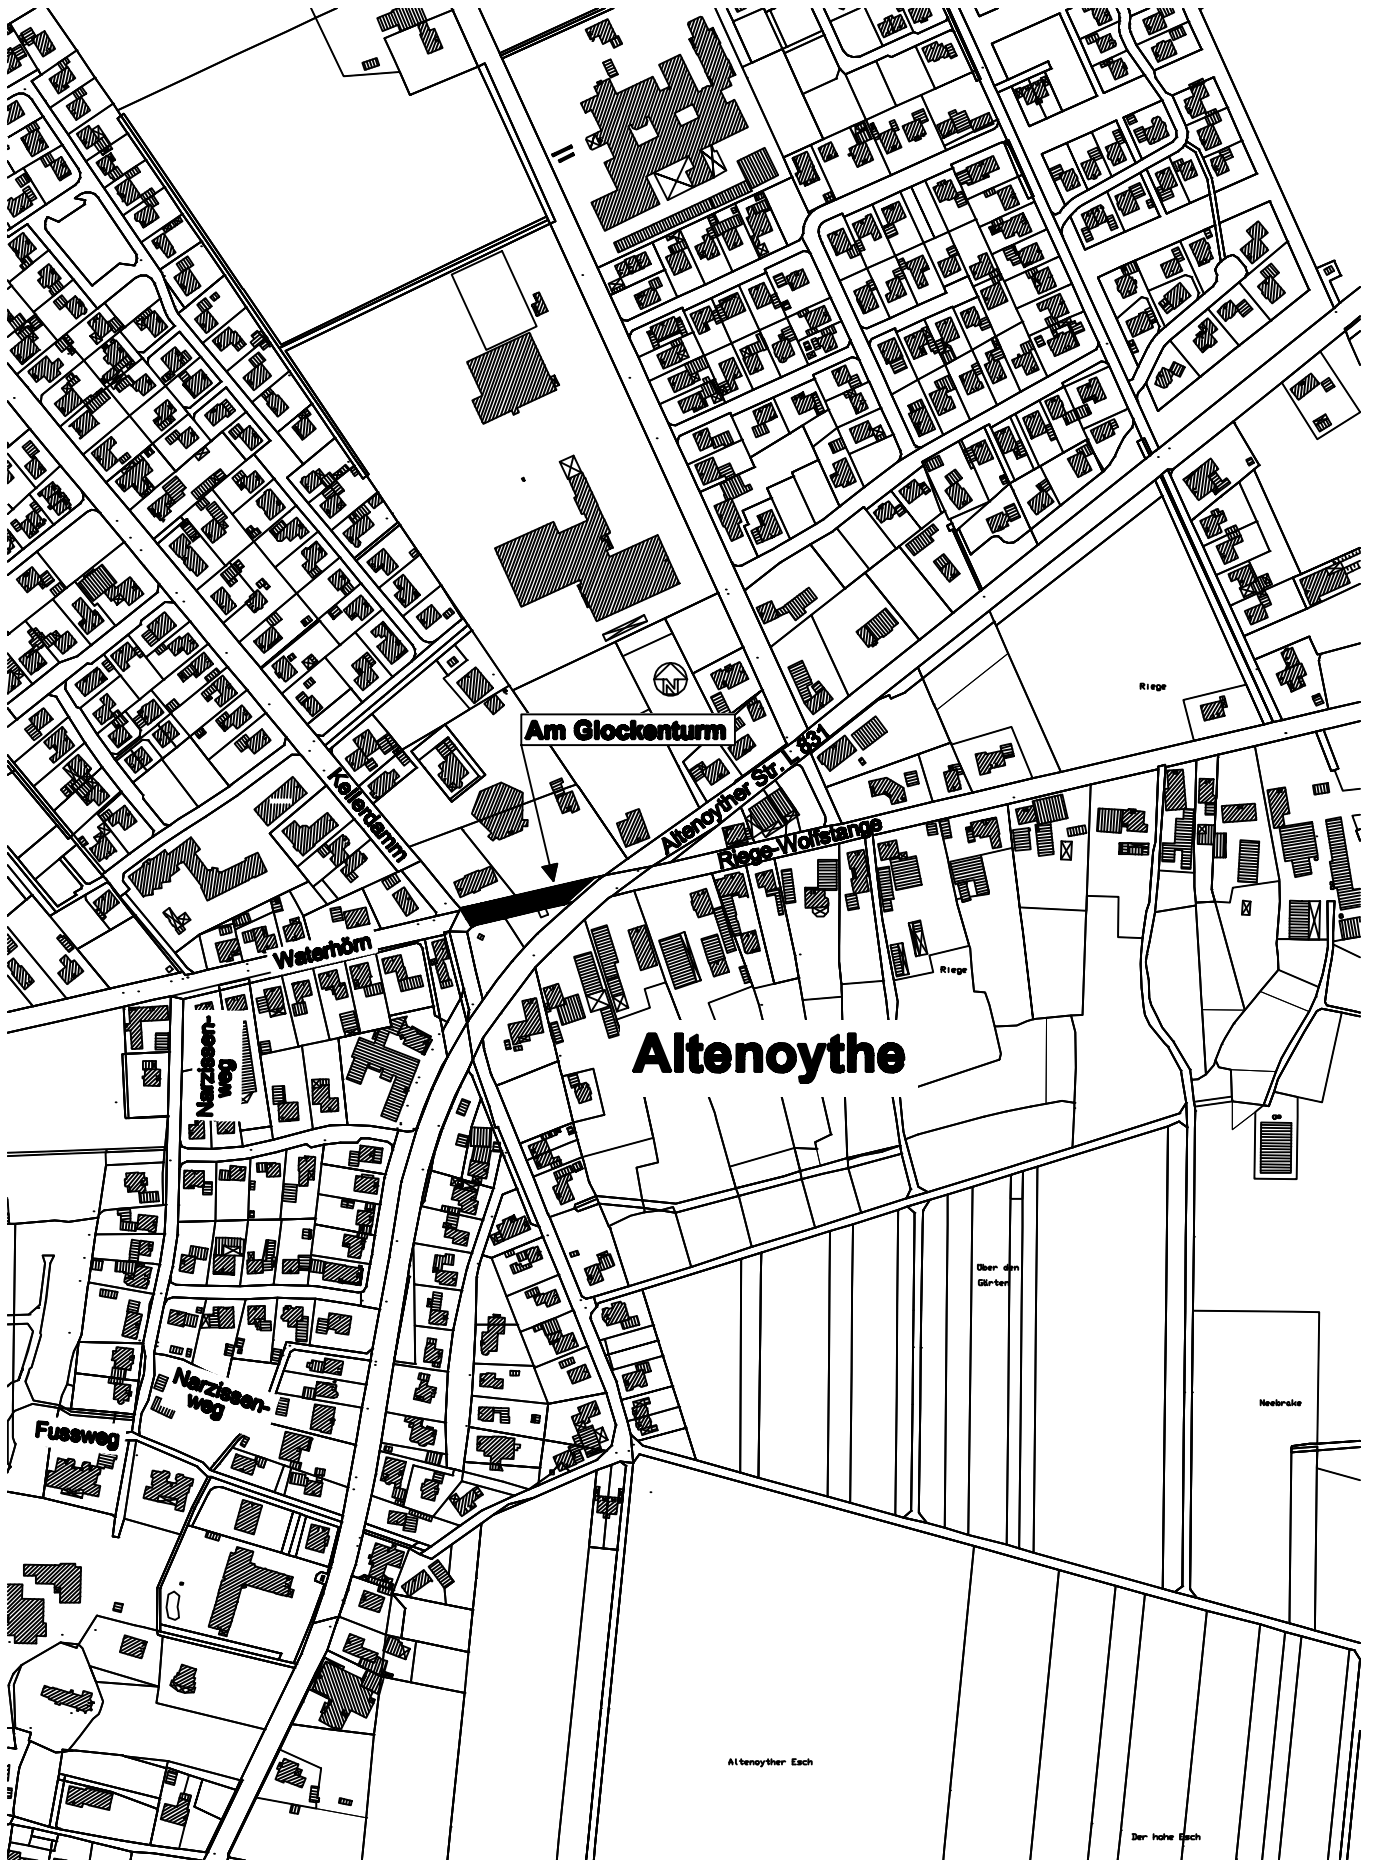 N
Riege
Am Glockenturm
Altenoyther Str. L 831
Kellerdamm
Riege-Wolfstange
Waterhörn
Riege
Narzissen-
weg
Altenoythe
Über den
Gärten
Narzissen-
weg
Neebrake
Fussweg
Altenoyther Esch
Der hohe Esch